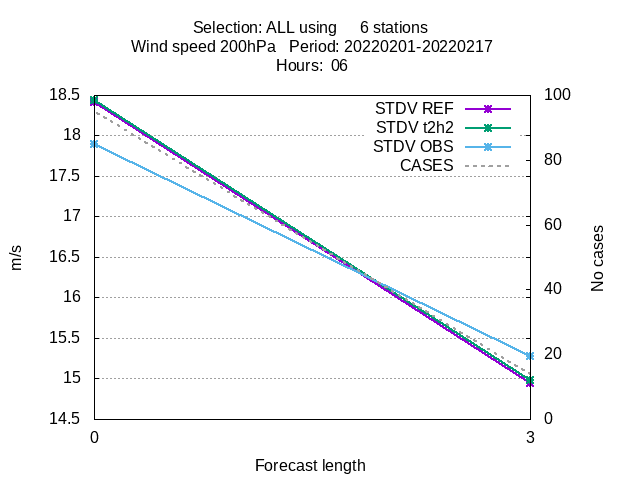 Selection: ALL using     6 stations
Wind speed 200hPa   Period: 20220201-20220217
Hours:  06
STDV REF
STDV t2h2
STDV OBS
CASES
18.5
18
17.5
17
16.5
16
15.5
15
14.5
m/s
100
80
60
40
20
0
No cases
0
3
Forecast length